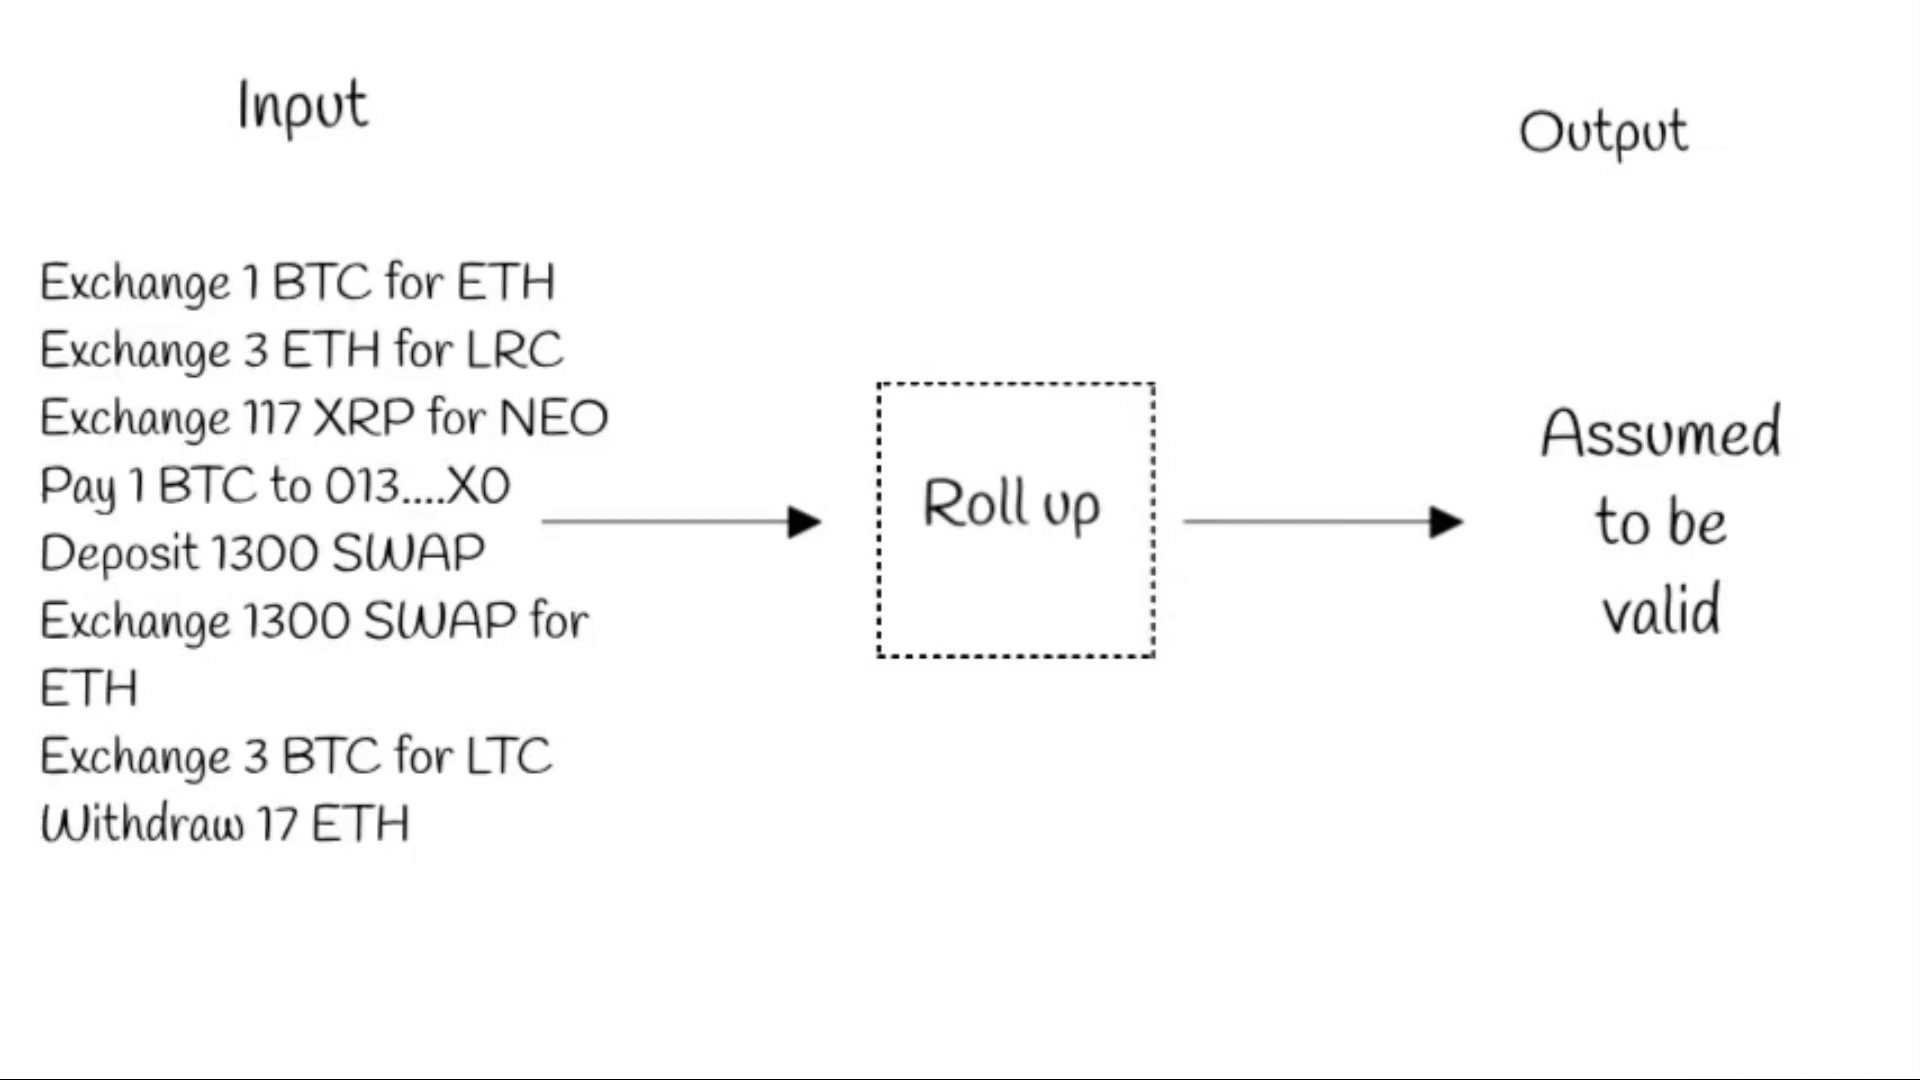 Input
Output
Exchange 1 BTC for ETH
Exchange 3 ETH for LRC
Exchange 117 XRP for NEO
Pay 1 BTC to 013....X0
Deposit 1300 SWAP
Exchange 1300 SWAP for
ETH
Exchange 3 BTC for LTC
Withdraw 17 ETH
Roll up
Assumed
to be
valid